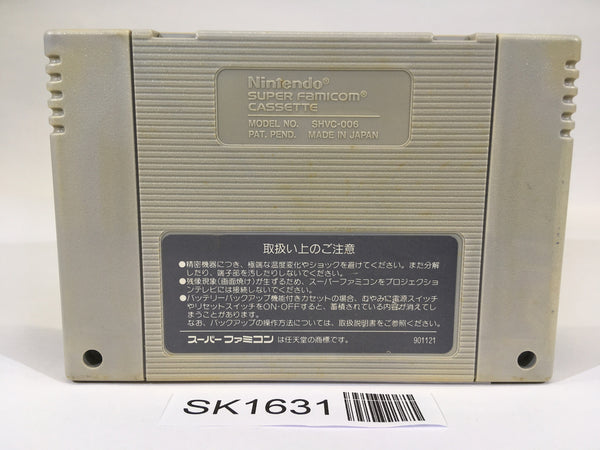 Nintendo®
SUPER FAMICOM®
CASSETTE
MODEL NO. SHVC-006
PAT. PEND. MADE IN JAPAN
取扱い上のご注意
●精密機器につき、極端な温度変化やショックを避けてください。また分解
したり、端子部を汚したりしないでください。
●残像現象(画面焼け)が生ずるため、スーパーファミコンをプロジェクション
テレビには接続しないでください。
●バッテリーバックアップ機能付きカセットの場合、むやみに電源スイッチ
やリセットスイッチをON・OFFすると、蓄積されている内容が消えてし
まうことがあります。
なお、バックアップの操作方法については、取扱説明書をご参照ください。
スーパーファミコンは任天堂の商標です。 901121
SK1631